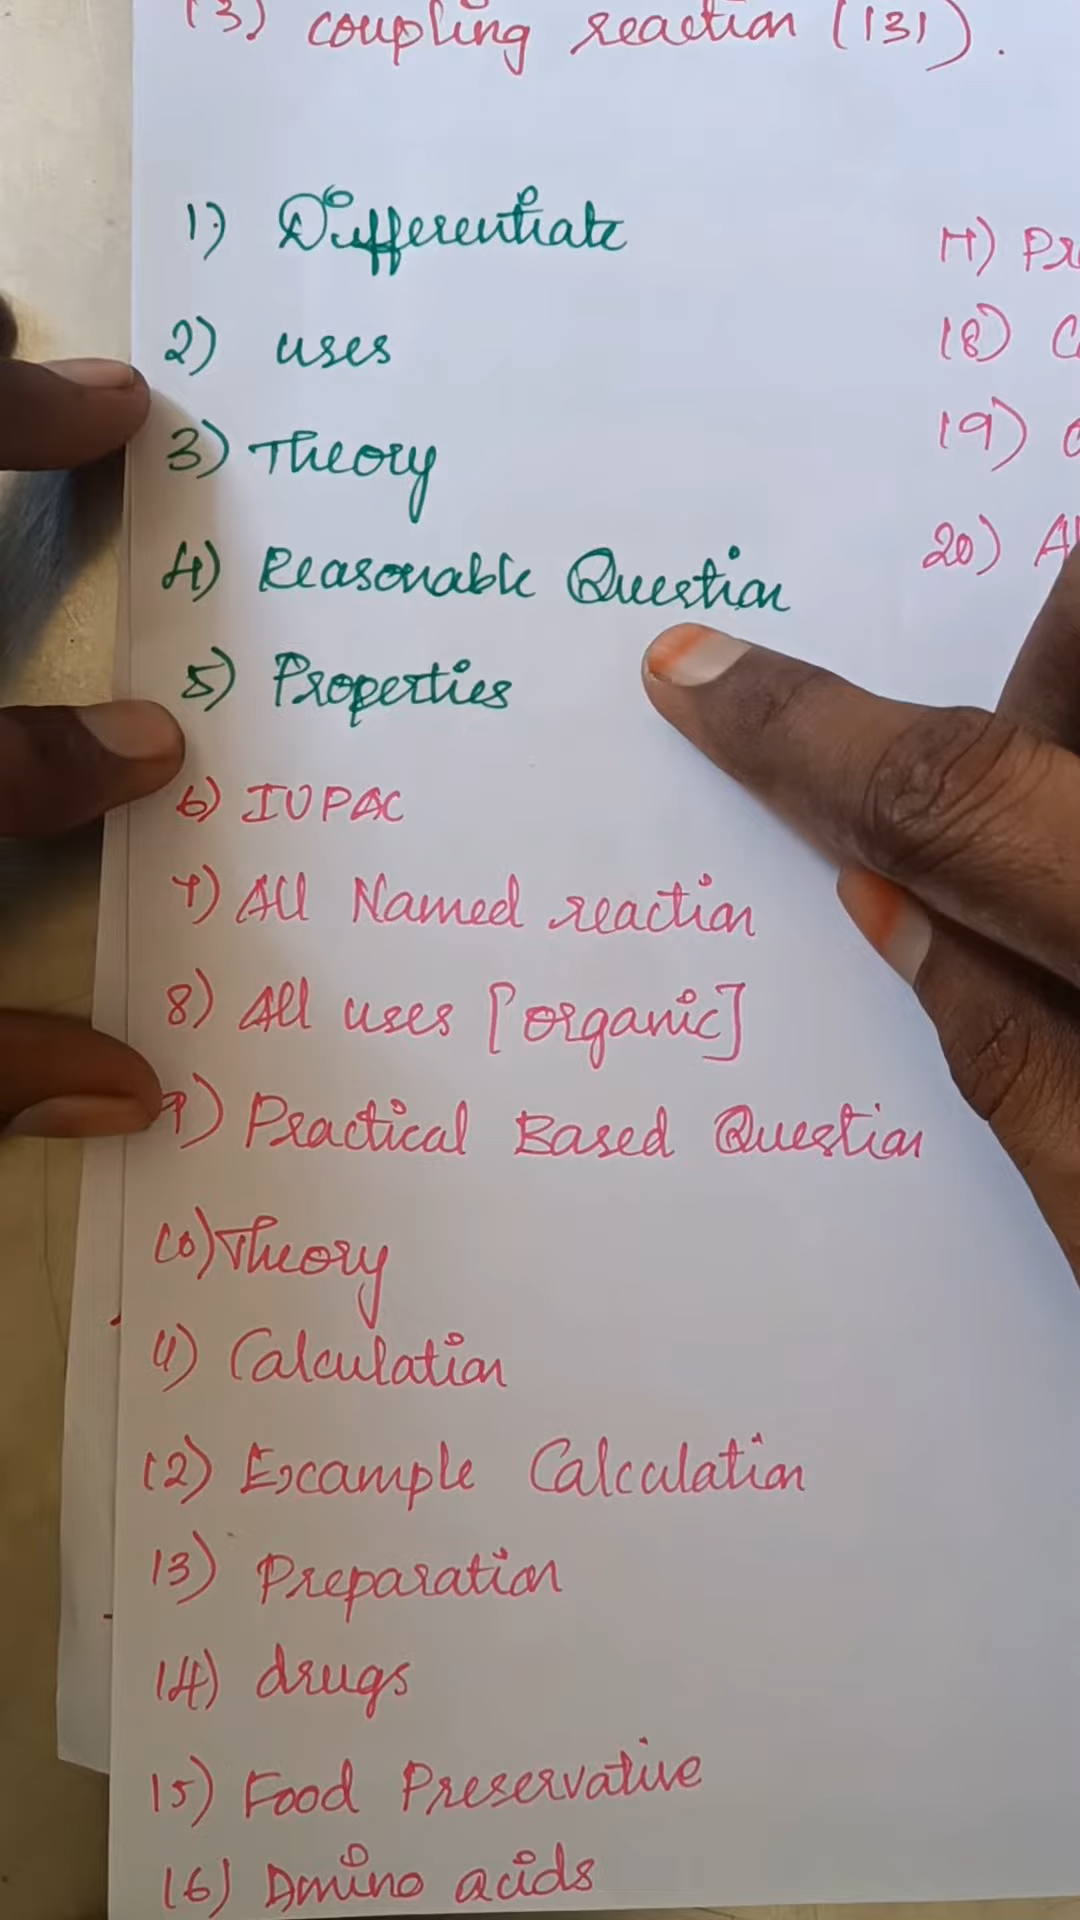 (3) coupling reaction (131).
1) Differentiate
2) uses
3) Theory
4) Reasonable Question
5) Properties
6) IUPAC
7) All Named reaction
8) All uses [organic]
9) Practical Based Question
10) Theory
11) Calculation
12) Example Calculation
13) Preparation
14) drugs
15) Food Preservative
16) Amino acids
17)
18)
19)
20)